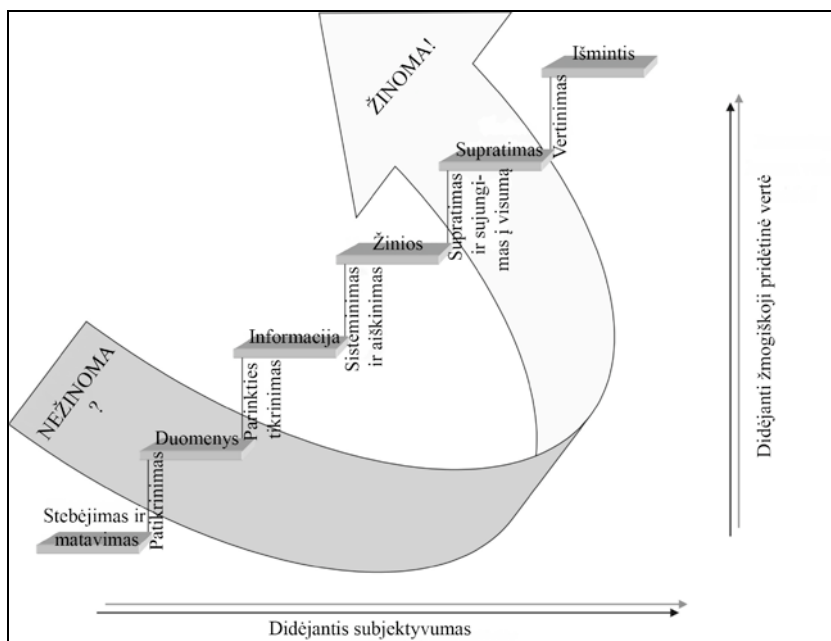 Išmintis
ŽINOMA!
Vertinimas
Supratimas
Supratimas
ir sujungi-
mas į visumą
Žinios
Sisteminimas
ir aiškinimas
Informacija
Parinkties
tikrinimas
NEŽINOMA
?
Duomenys
Patikrinimas
Stebėjimas ir
matavimas
Didėjanti žmogiškoji pridėtinė vertė
Didėjantis subjektyvumas